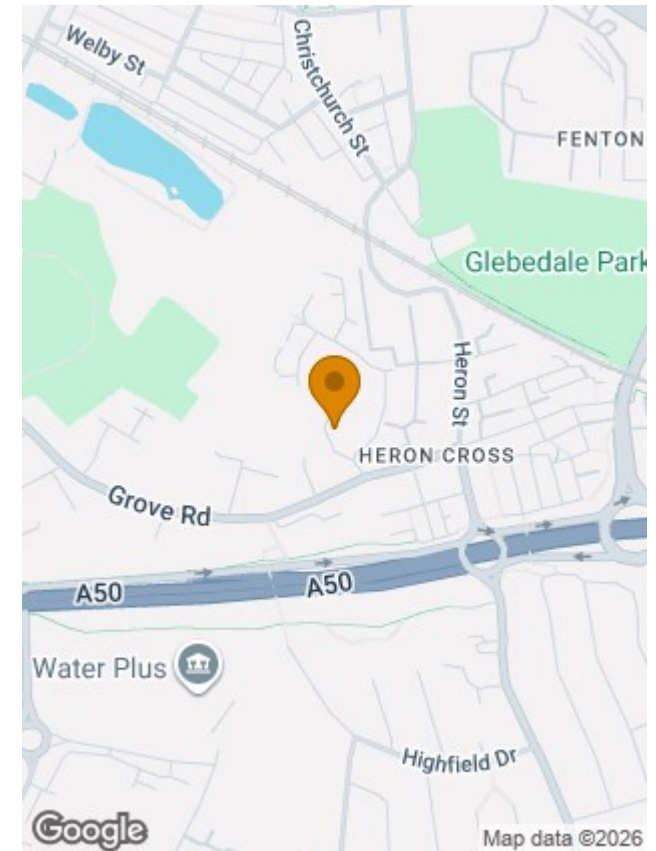 Welby St
Christchurch St
FENTON
Glebedale Park
Heron St
HERON CROSS
Grove Rd
A50
A50
Water Plus
Highfield Dr
Google
Map data ©2026